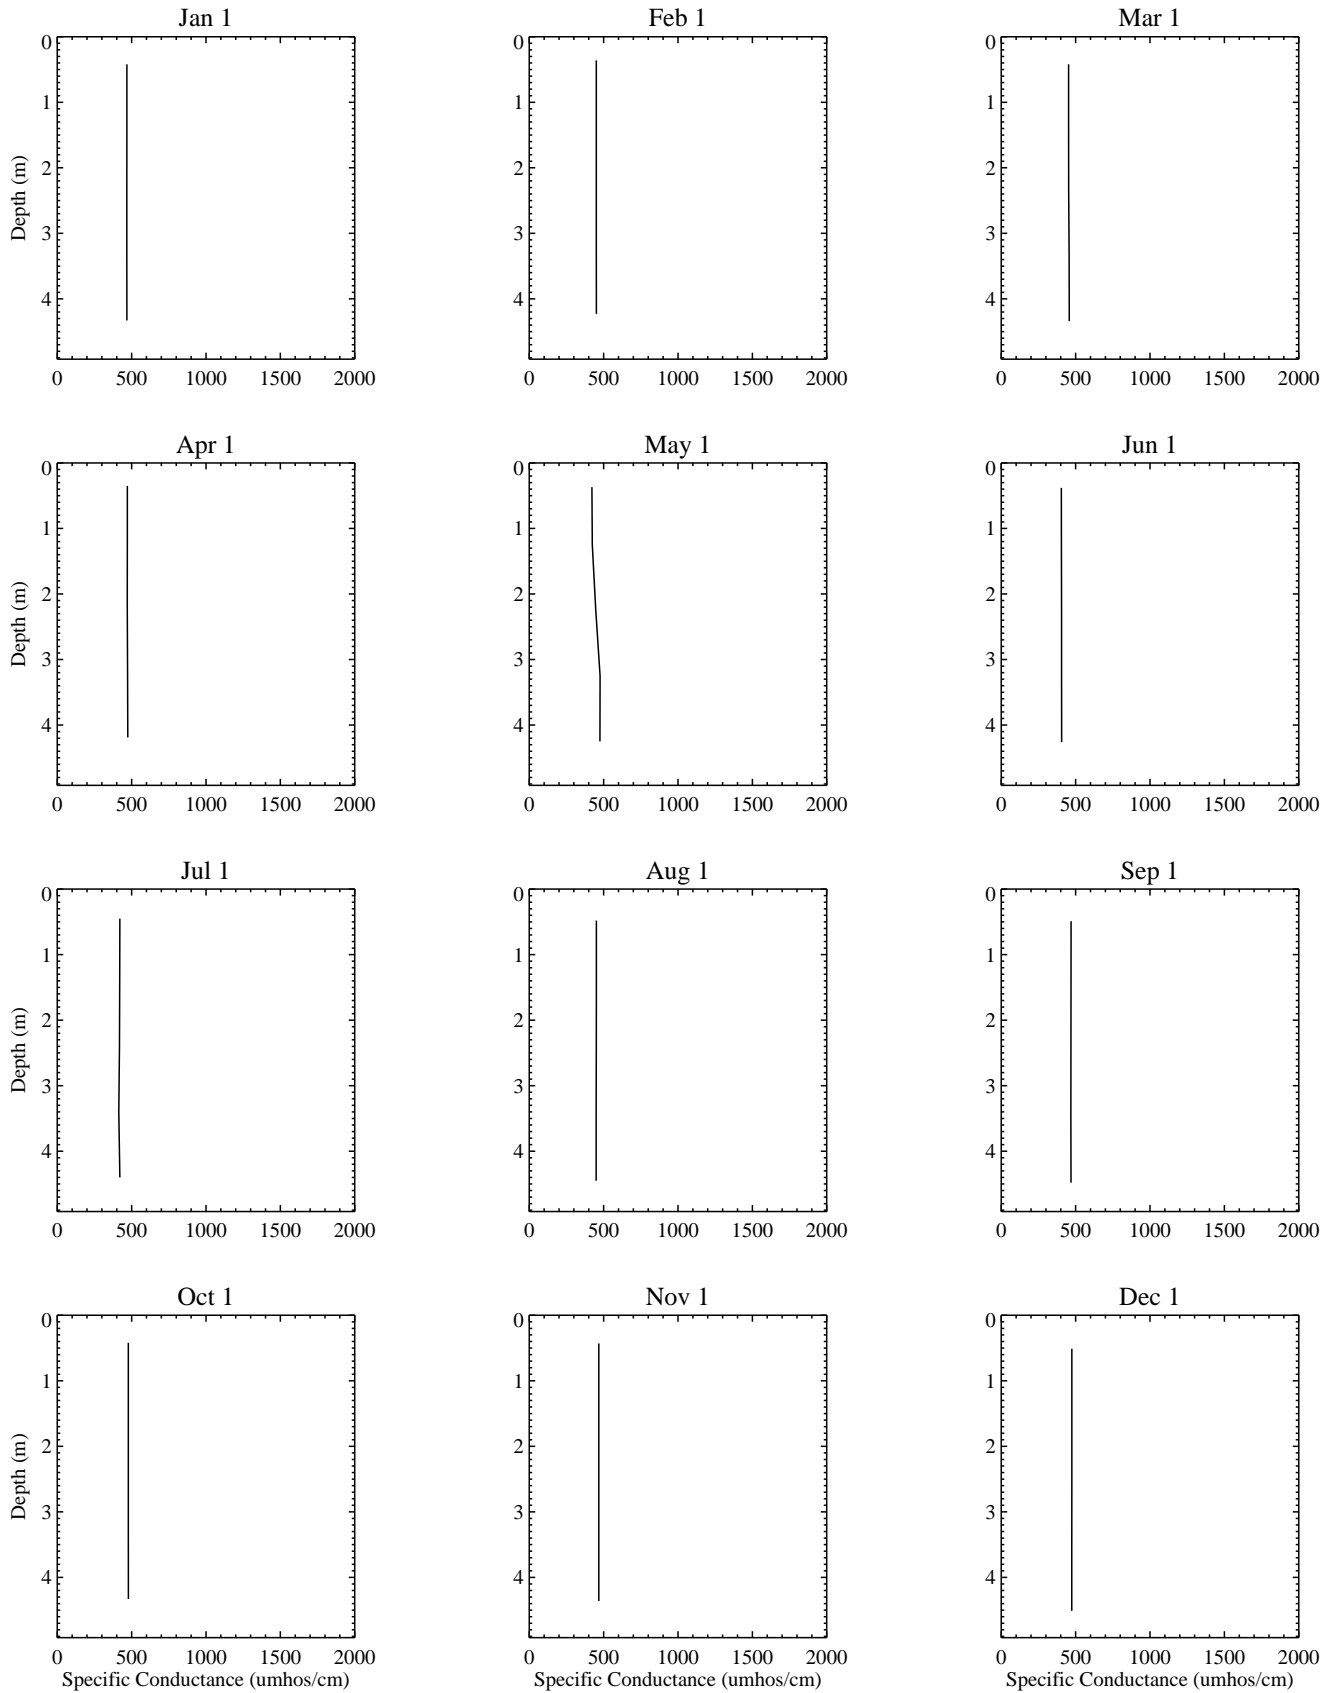 Jan 1 Feb 1 Mar 1
0 0 0
1 1 1
2 2 2
3 3 3
4 4 4
Depth (m)
0 500 1000 1500 2000 0 500 1000 1500 2000 0 500 1000 1500 2000
Apr 1 May 1 Jun 1
0 0 0
1 1 1
2 2 2
3 3 3
4 4 4
Depth (m)
0 500 1000 1500 2000 0 500 1000 1500 2000 0 500 1000 1500 2000
Jul 1 Aug 1 Sep 1
0 0 0
1 1 1
2 2 2
3 3 3
4 4 4
Depth (m)
0 500 1000 1500 2000 0 500 1000 1500 2000 0 500 1000 1500 2000
Oct 1 Nov 1 Dec 1
0 0 0
1 1 1
2 2 2
3 3 3
4 4 4
Depth (m)
0 500 1000 1500 2000 0 500 1000 1500 2000 0 500 1000 1500 2000
Specific Conductance (umhos/cm) Specific Conductance (umhos/cm) Specific Conductance (umhos/cm)